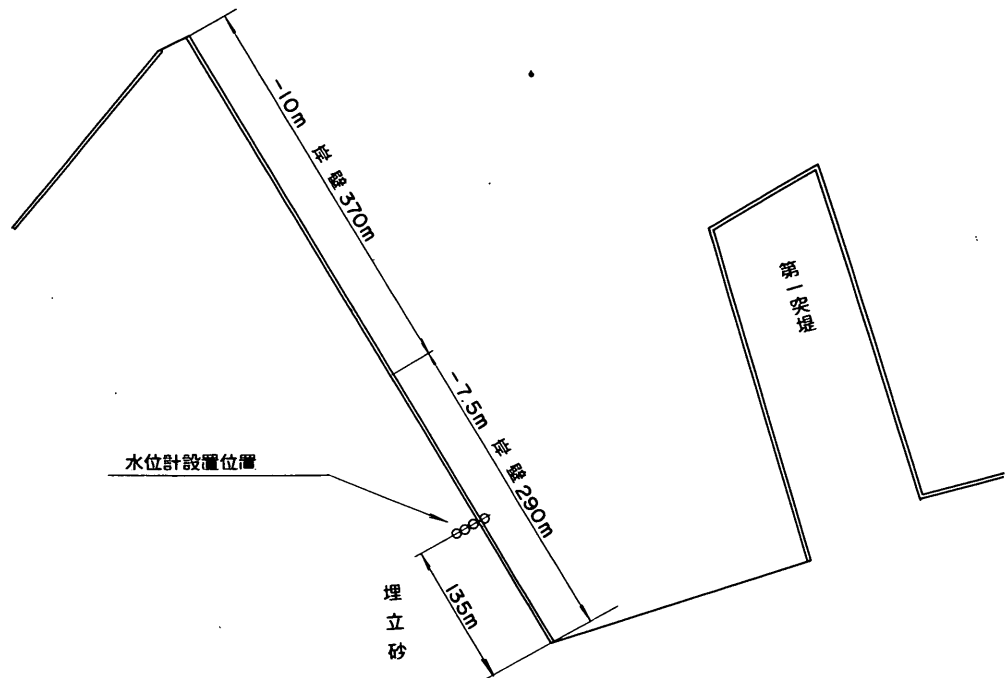 -10m 岸壁 370m
第一突堤
-7.5m 岸壁 290m
水位計設置位置
135m
埋立砂